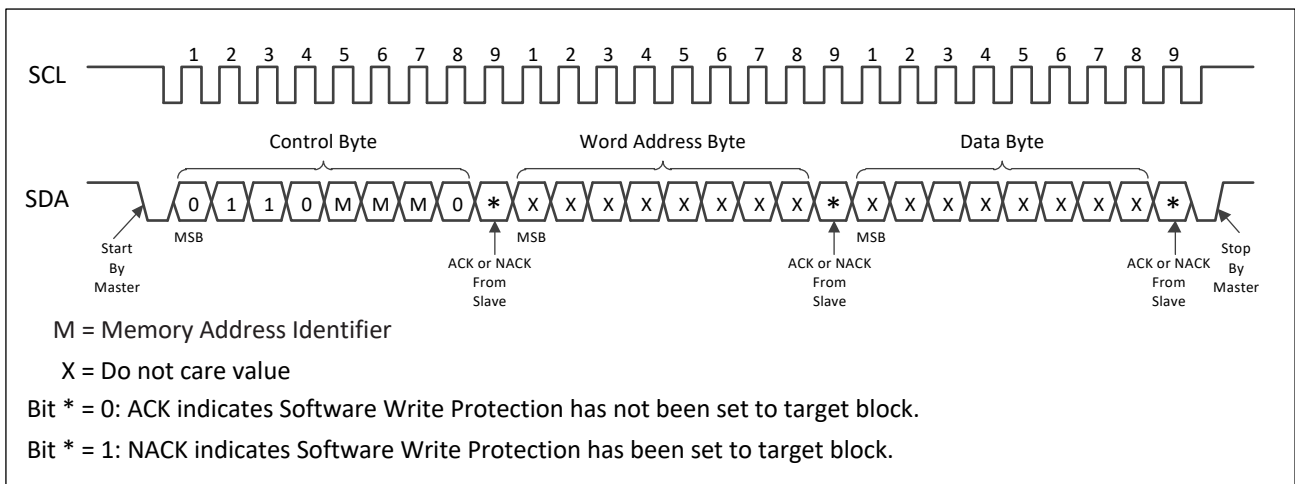 1 2 3 4 5 6 7 8 9 1 2 3 4 5 6 7 8 9 1 2 3 4 5 6 7 8 9
SCL
Control Byte Word Address Byte Data Byte
SDA
0 1 1 0 M M M 0 * X X X X X X X X * X X X X X X X X *
MSB MSB MSB
Start
By
Master
ACK or NACK
From
Slave
ACK or NACK
From
Slave
ACK or NACK
From
Slave
Stop
By
Master
M = Memory Address Identifier
X = Do not care value
Bit * = 0: ACK indicates Software Write Protection has not been set to target block.
Bit * = 1: NACK indicates Software Write Protection has been set to target block.